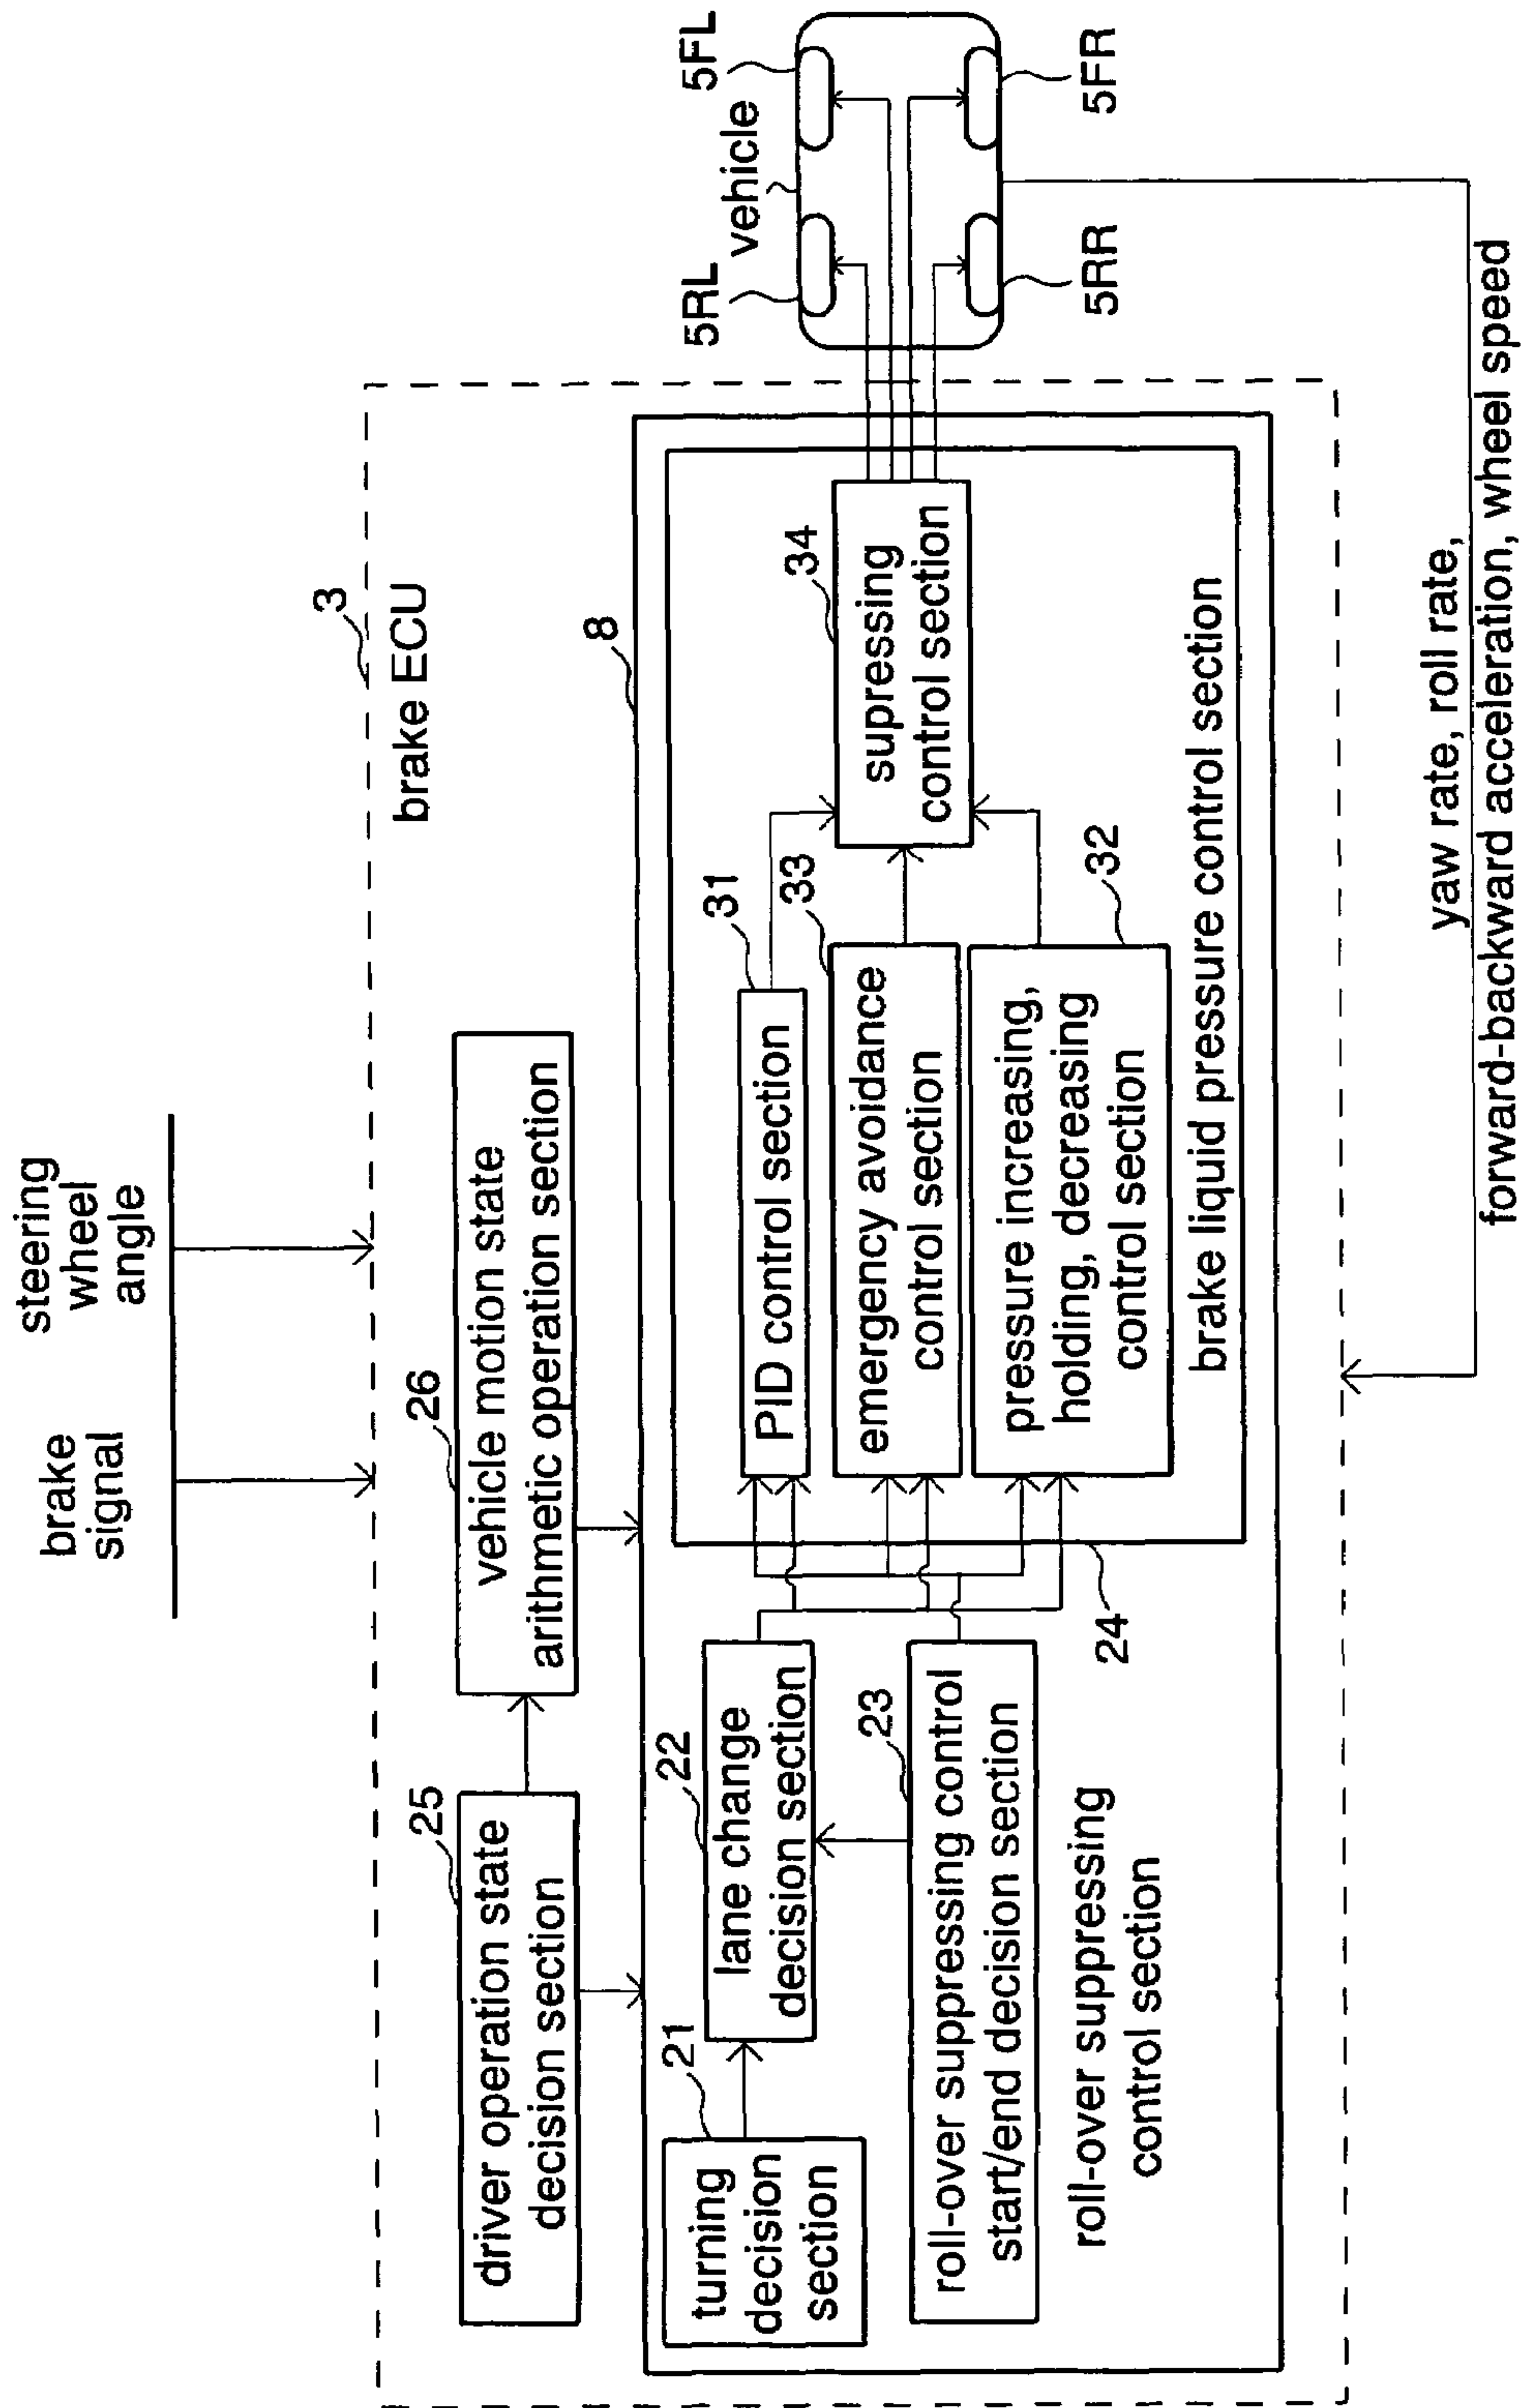 brake
signal
steering
wheel
angle
3
brake ECU
25
driver operation state
decision section
26
vehicle motion state
arithmetic operation section
8
21
turning
decision
section
22
lane change
decision section
23
roll-over suppressing control
start/end decision section
roll-over suppressing
control section
24
31
PID control section
33
emergency avoidance
control section
32
pressure increasing,
holding, decreasing
control section
34
supressing
control section
brake liquid pressure control section
5RL
vehicle
5FL
5RR
5FR
yaw rate, roll rate,
forward-backward acceleration, wheel speed